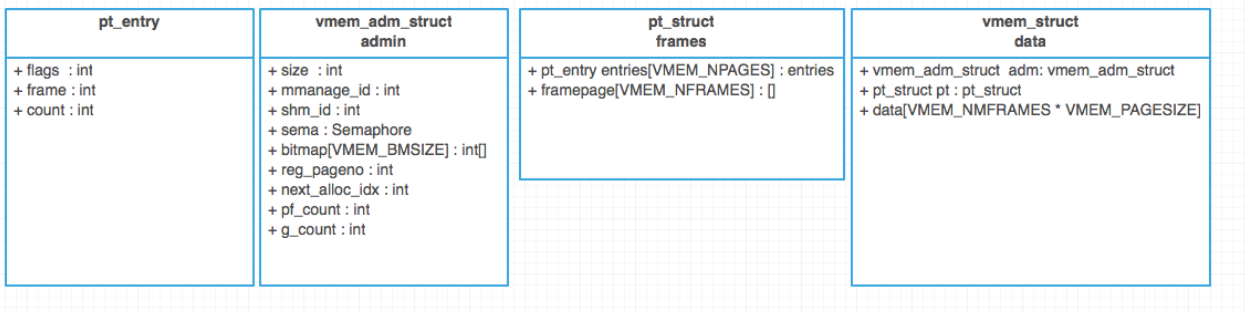 pt_entry
+ flags : int
+ frame : int
+ count : int
vmem_adm_struct
admin
+ size : int
+ mmanage_id : int
+ shm_id : int
+ sema : Semaphore
+ bitmap[VMEM_BMSIZE] : int[]
+ reg_pageno : int
+ next_alloc_idx : int
+ pf_count : int
+ g_count : int
pt_struct
frames
+ pt_entry entries[VMEM_NPAGES] : entries
+ framepage[VMEM_NFRAMES] : []
vmem_struct
data
+ vmem_adm_struct adm: vmem_adm_struct
+ pt_struct pt : pt_struct
+ data[VMEM_NMFRAMES * VMEM_PAGESIZE]